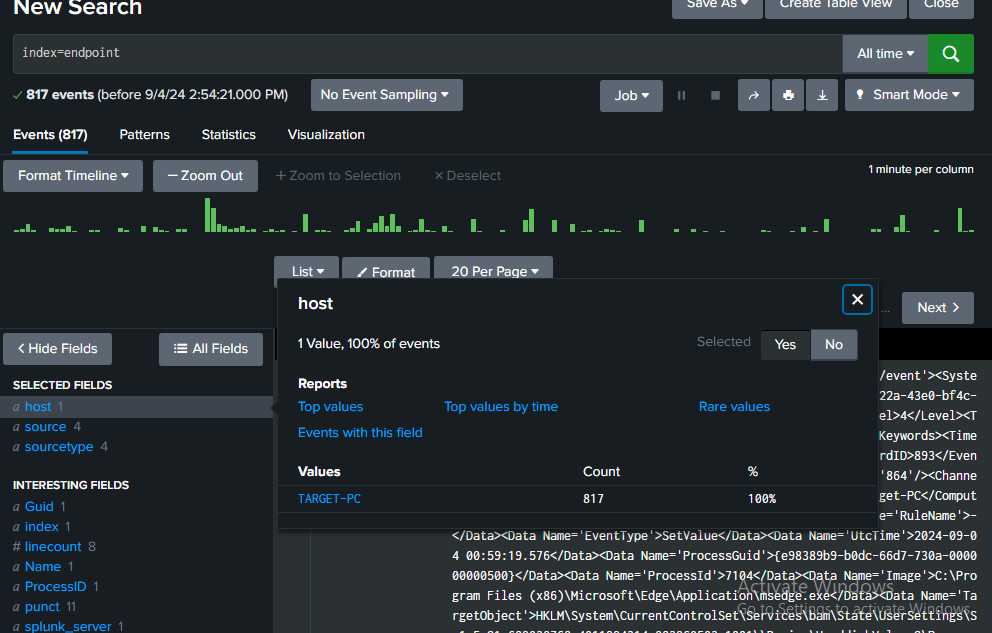 New Search
Save As ▾
Create Table View
Close
index=endpoint
All time ▾
✓ 817 events (before 9/4/24 2:54:21.000 PM)
No Event Sampling ▾
Job ▾
Smart Mode ▾
Events (817)
Patterns
Statistics
Visualization
Format Timeline ▾
— Zoom Out
+ Zoom to Selection
× Deselect
1 minute per column
List ▾
Format
20 Per Page ▾
...
Next >
< Hide Fields
All Fields
SELECTED FIELDS
a host 1
a source 4
a sourcetype 4
INTERESTING FIELDS
a Guid 1
a index 1
# linecount 8
a Name 1
a ProcessID 1
a punct 11
a splunk_server 1
host
1 Value, 100% of events
Selected
Yes
No
Reports
Top values
Top values by time
Rare values
Events with this field
Values
Count
%
TARGET-PC
817
100%
/event'><Syste
22a-43e0-bf4c-
el>4</Level><T
Keywords><Time
rdID>893</Even
'864'/><Channe
get-PC</Comput
e='RuleName'>-
</Data><Data Name='EventType'>SetValue</Data><Data Name='UtcTime'>2024-09-0
4 00:59:19.576</Data><Data Name='ProcessGuid'>{e98389b9-b0dc-66d7-730a-0000
00000500}</Data><Data Name='ProcessId'>7104</Data><Data Name='Image'>C:\Pro
gram Files (x86)\Microsoft\Edge\Application\msedge.exe</Data><Data Name='Ta
rgetObject'>HKLM\System\CurrentControlSet\Services\bam\State\UserSettings\S
Activate Windows
Go to Settings to activate Windows.